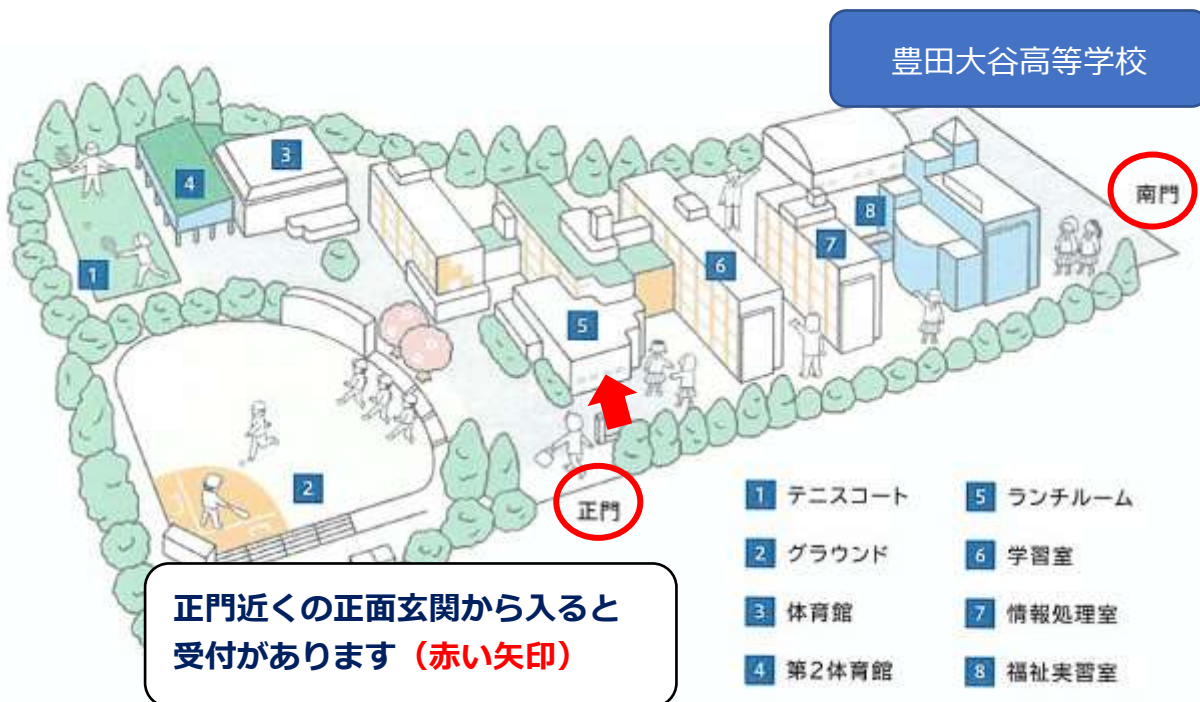 豊田大谷高等学校
3
4
南門
8
7
6
1
5
2
正門
1 テニスコート
2 グラウンド
3 体育館
4 第2体育館
5 ランチルーム
6 学習室
7 情報処理室
8 福祉実習室
正門近くの正面玄関から入ると
受付があります（赤い矢印）